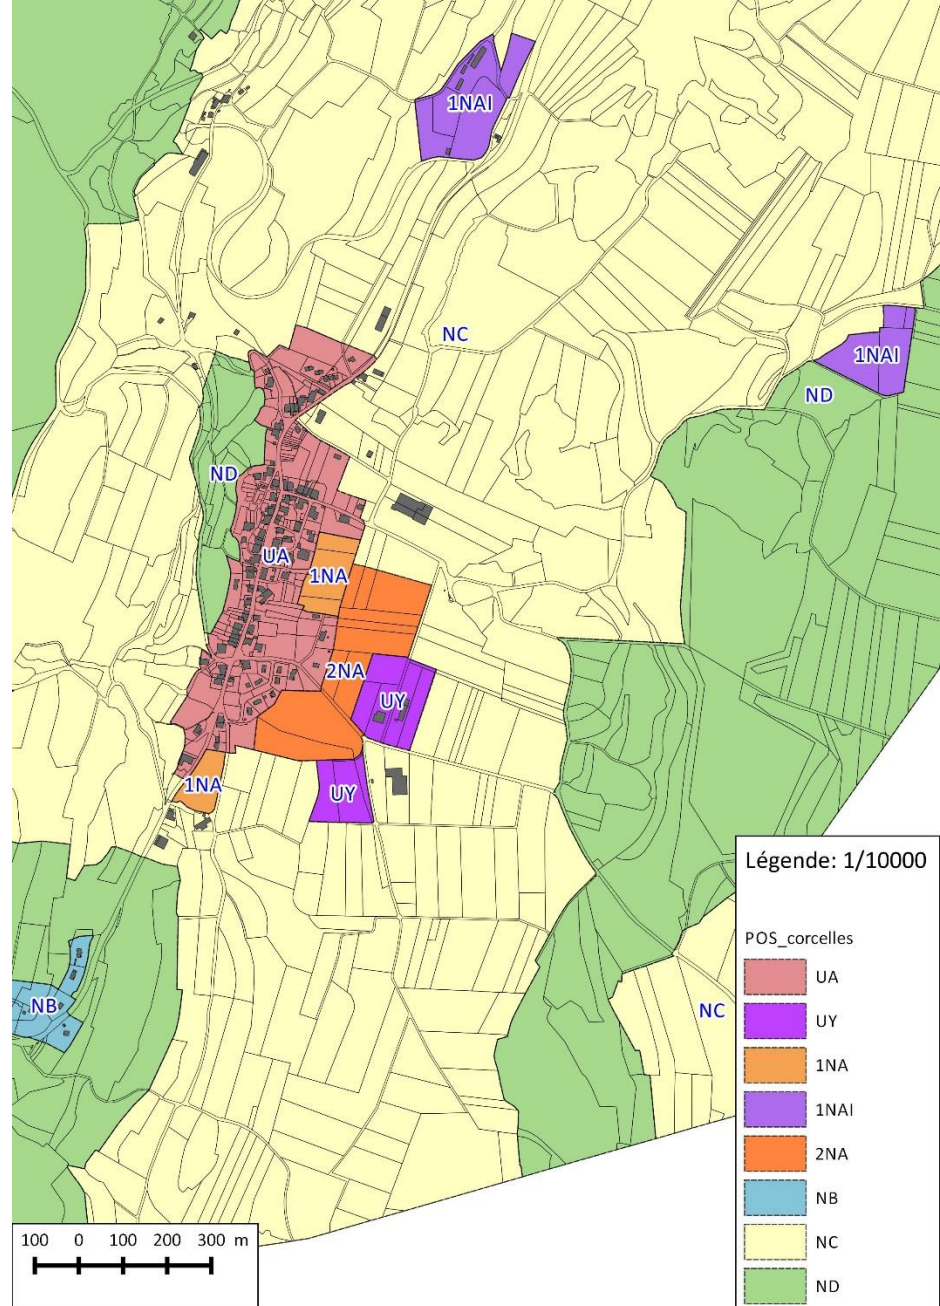 1NAI
NC
1NAI
ND
ND
UA
1NA
2NA
UY
1NA
UY
NB
NC
Légende: 1/10000
POS_corcelles
UA
UY
1NA
1NAI
2NA
NB
NC
ND
100 0 100 200 300 m